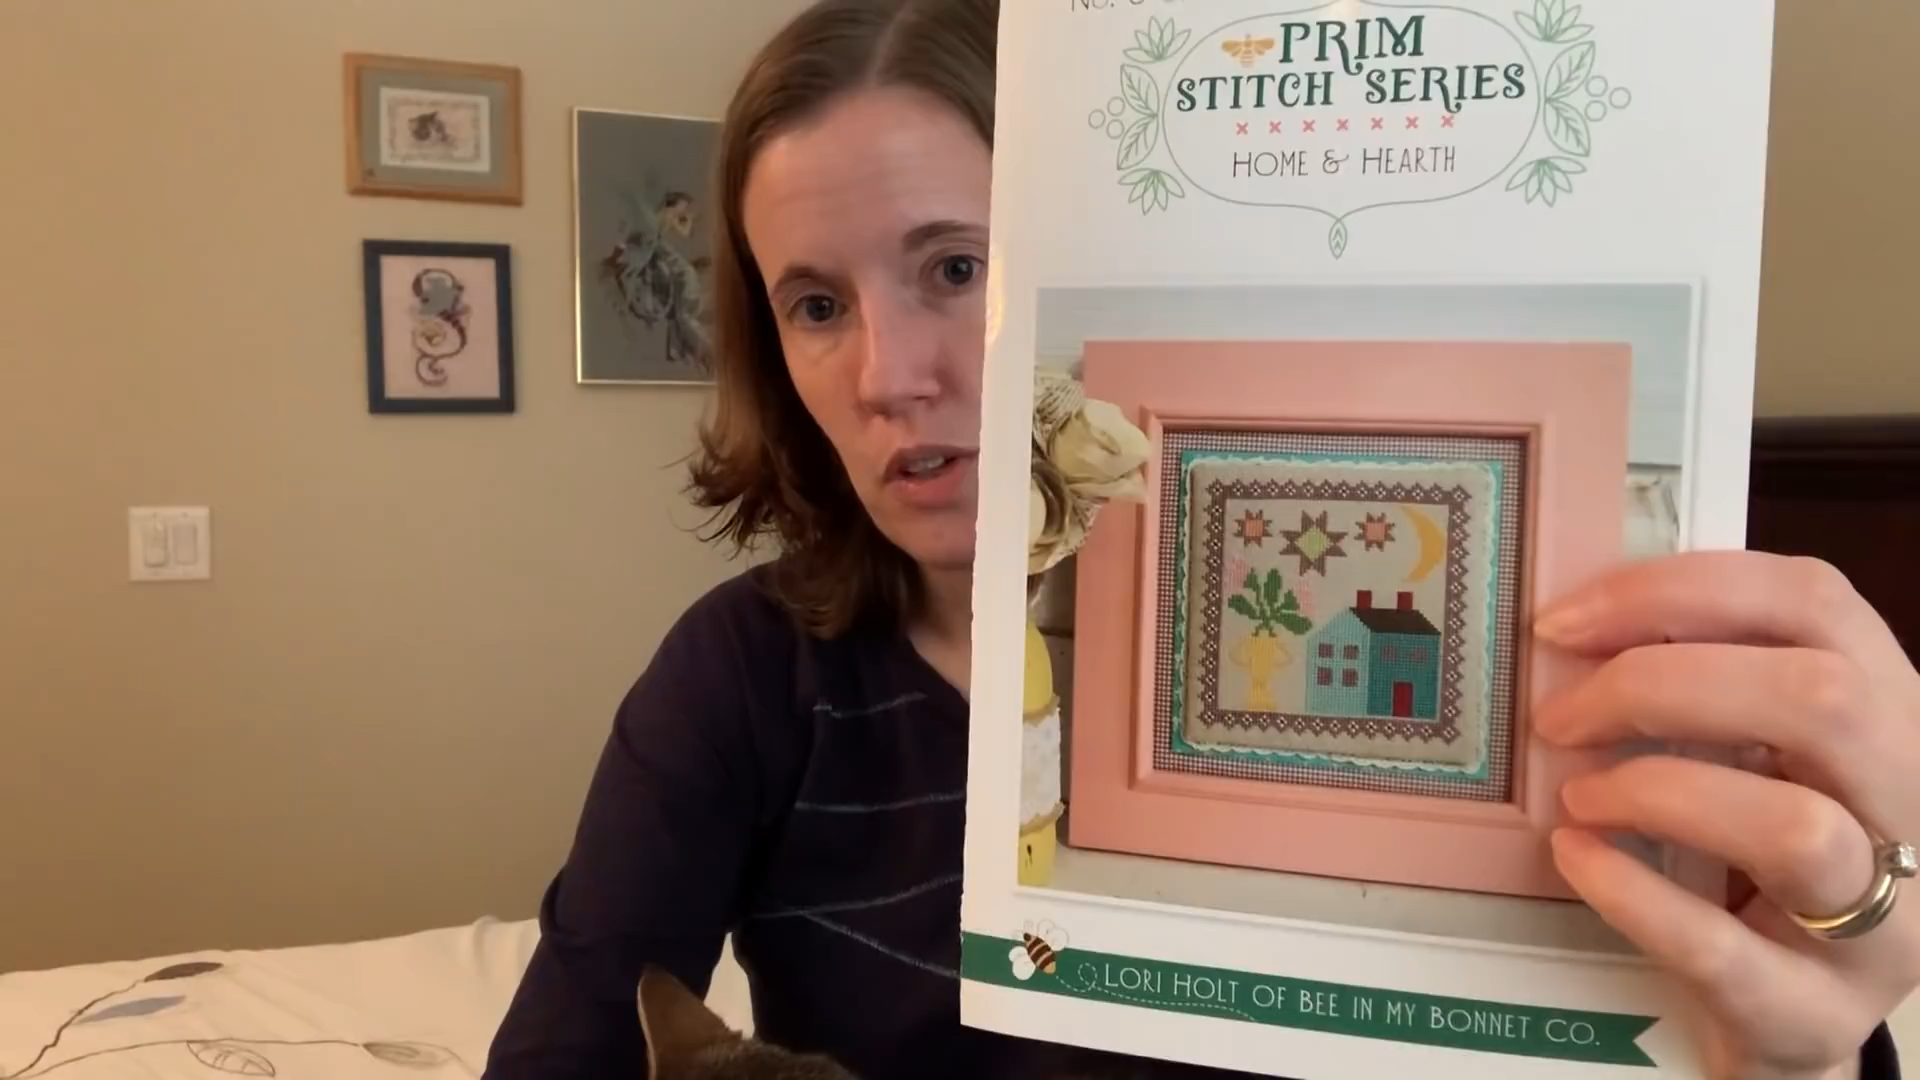 PRIM
STITCH SERIES
HOME & HEARTH
LORI HOLT OF BEE IN MY BONNET CO.